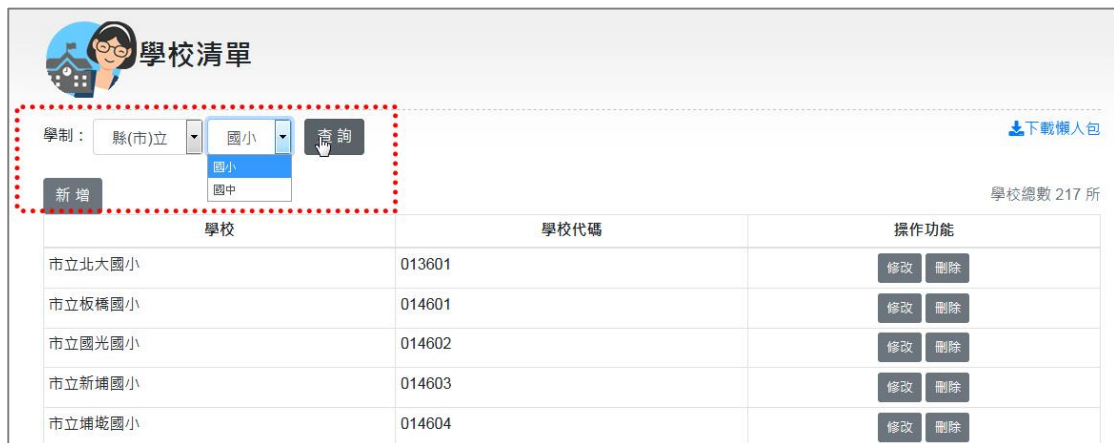 學校清單
學制： 縣(市)立 國小 查詢 下載懶人包
國小
國中
新增 學校總數 217 所
學校 學校代碼 操作功能
市立北大國小 013601 修改 刪除
市立板橋國小 014601 修改 刪除
市立國光國小 014602 修改 刪除
市立新埔國小 014603 修改 刪除
市立埔墘國小 014604 修改 刪除